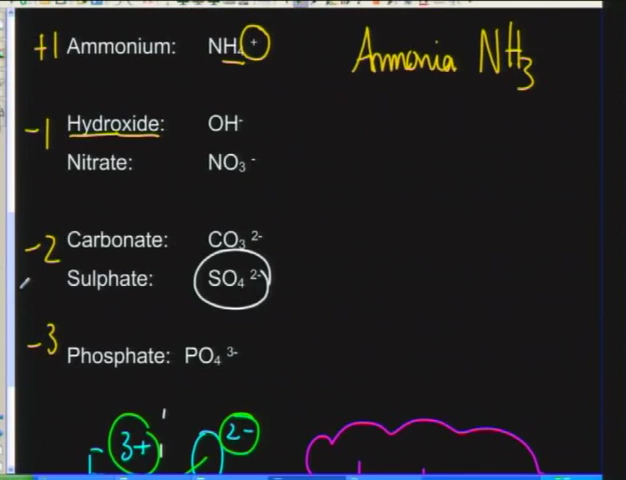 +1 Ammonium: NH₄ + Ammonia NH₃
-1 Hydroxide: OH-
Nitrate: NO₃ -
-2 Carbonate: CO₃ 2-
Sulphate: SO₄ 2-
-3 Phosphate: PO₄ 3-
3+ 2-